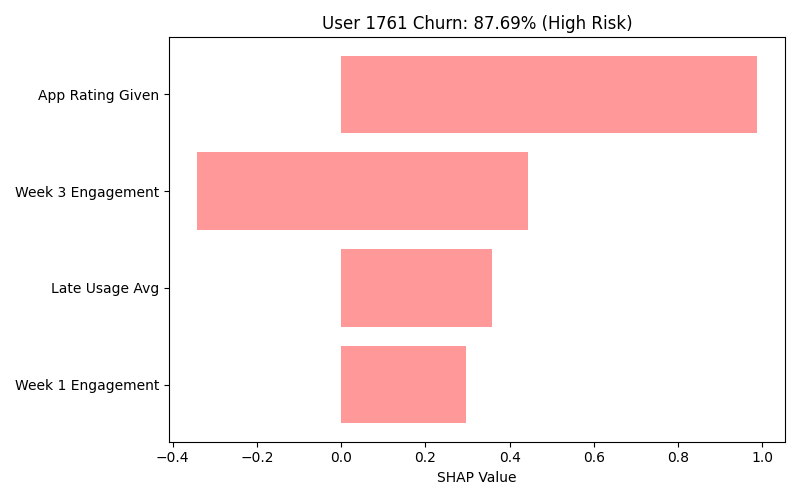 User 1761 Churn: 87.69% (High Risk)
App Rating Given
Week 3 Engagement
Late Usage Avg
Week 1 Engagement
−0.4 −0.2 0.0 0.2 0.4 0.6 0.8 1.0
SHAP Value